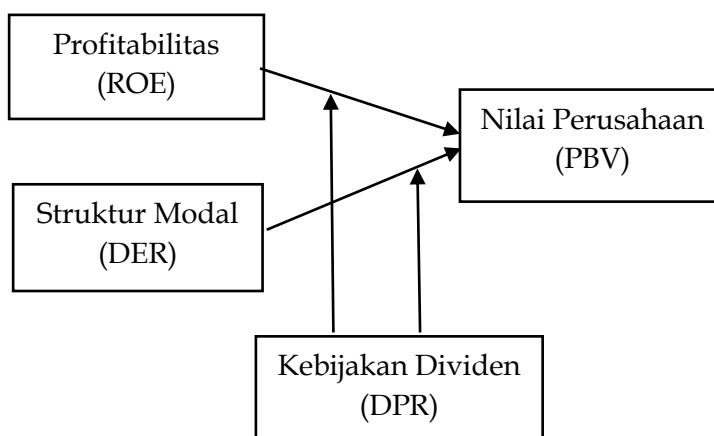 Profitabilitas
(ROE)
Nilai Perusahaan
(PBV)
Struktur Modal
(DER)
Kebijakan Dividen
(DPR)